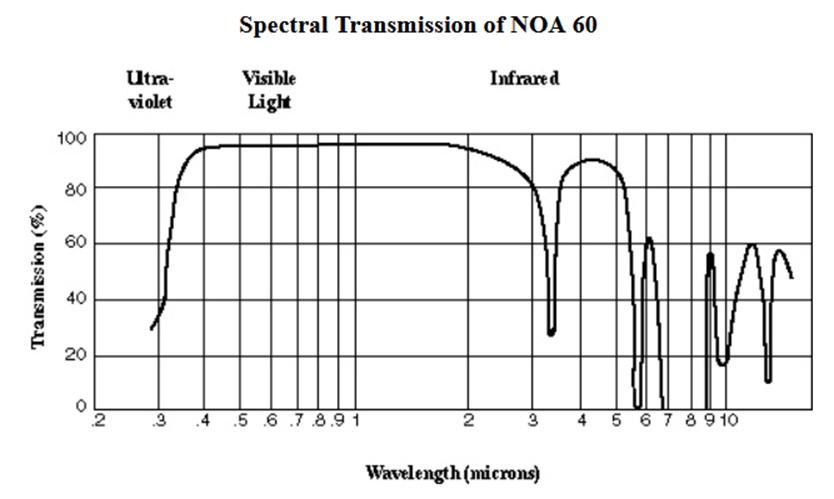 Spectral Transmission of NOA 60
Ultra-
violet
Visible
Light
Infrared
Transmission (%)
100
80
60
40
20
0
.2 .3 .4 .5 .6 .7 .8 .9 1 2 3 4 5 6 7 8 9 10
Wavelength (microns)